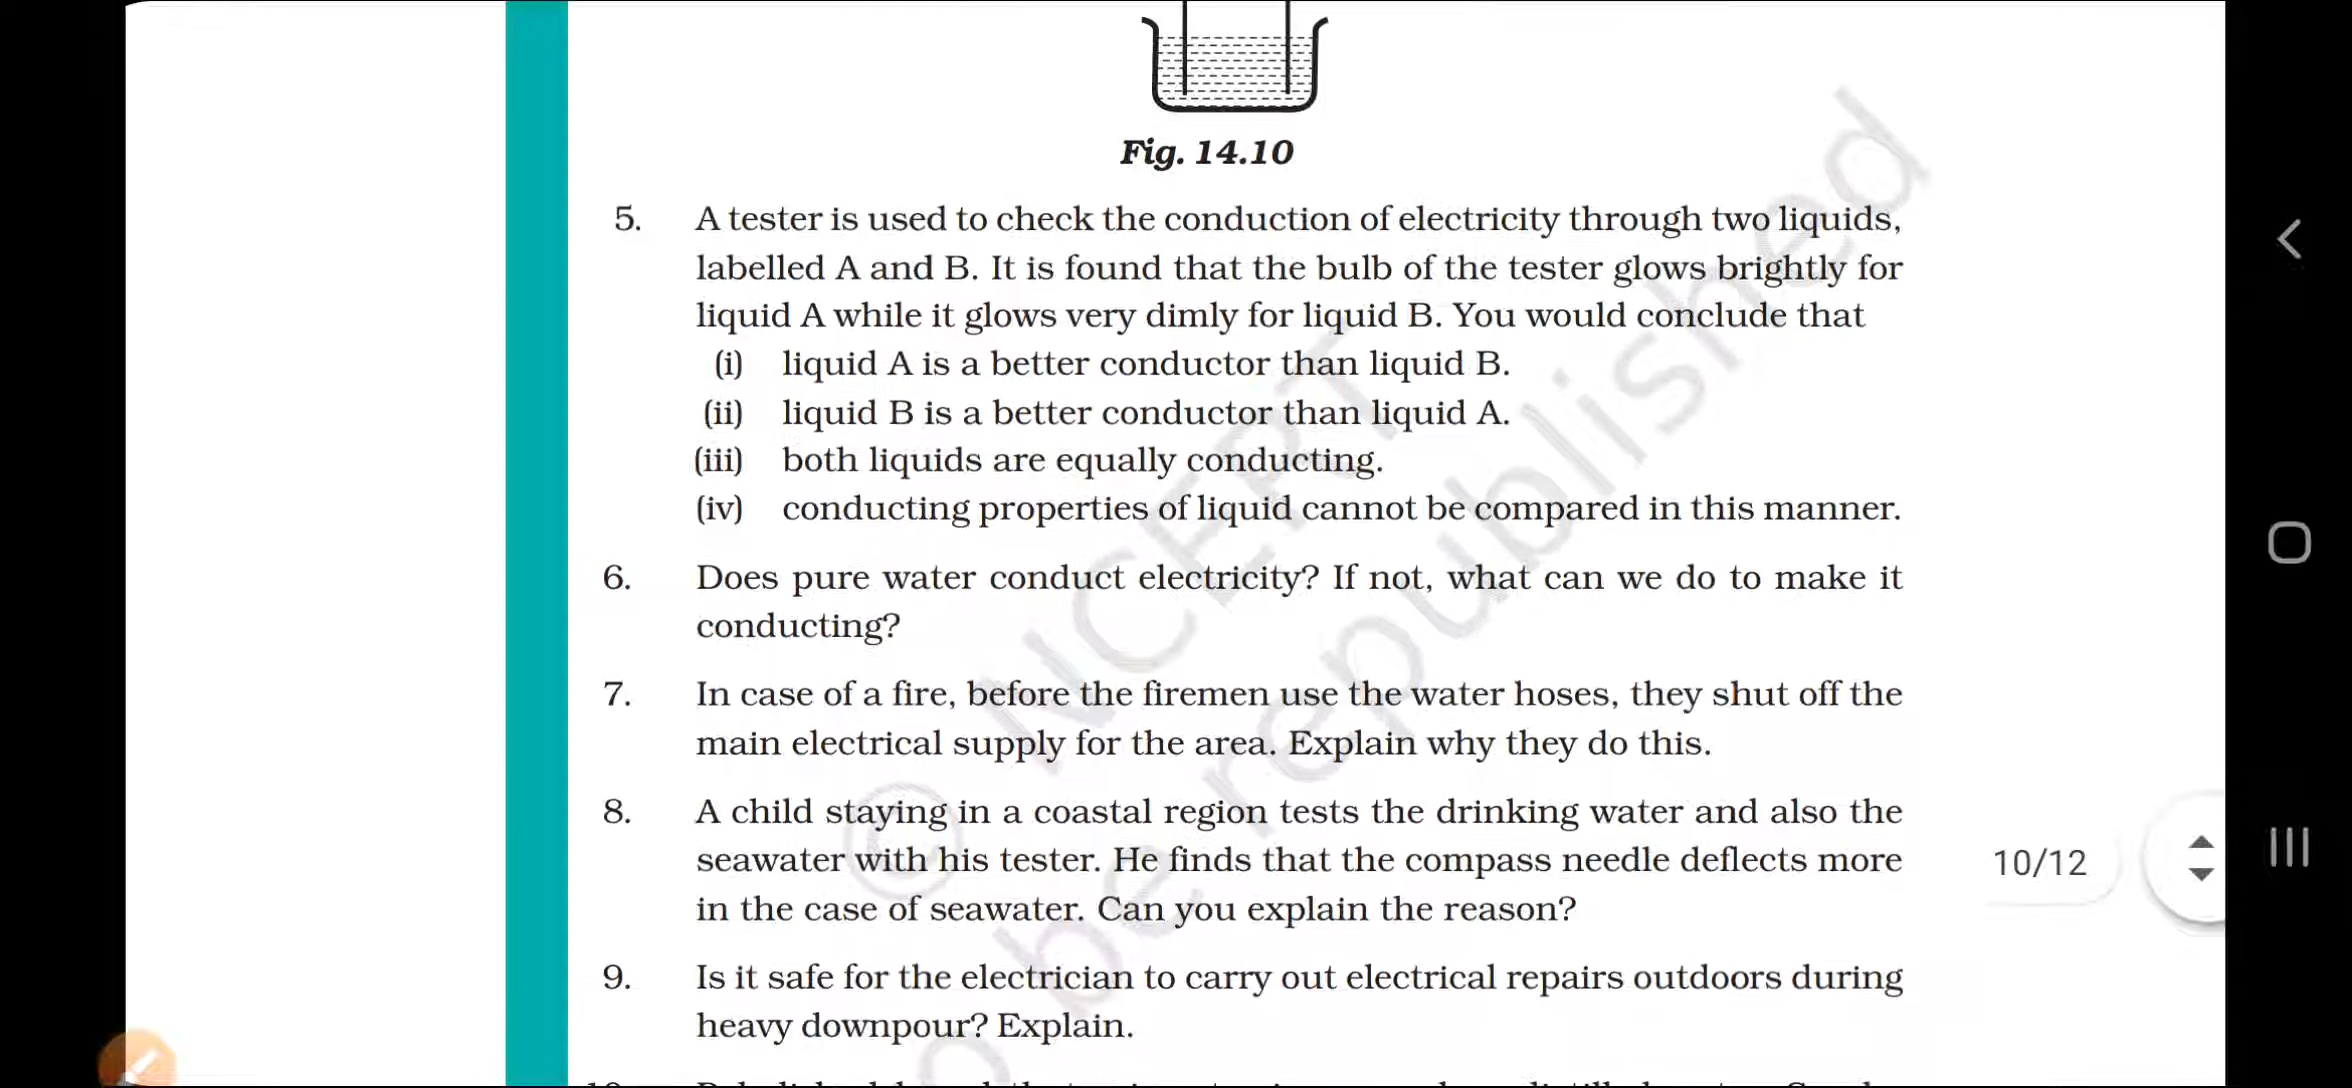 Fig. 14.10
5. A tester is used to check the conduction of electricity through two liquids,
labelled A and B. It is found that the bulb of the tester glows brightly for
liquid A while it glows very dimly for liquid B. You would conclude that
(i) liquid A is a better conductor than liquid B.
(ii) liquid B is a better conductor than liquid A.
(iii) both liquids are equally conducting.
(iv) conducting properties of liquid cannot be compared in this manner.
6. Does pure water conduct electricity? If not, what can we do to make it
conducting?
7. In case of a fire, before the firemen use the water hoses, they shut off the
main electrical supply for the area. Explain why they do this.
8. A child staying in a coastal region tests the drinking water and also the
seawater with his tester. He finds that the compass needle deflects more
in the case of seawater. Can you explain the reason?
10/12
9. Is it safe for the electrician to carry out electrical repairs outdoors during
heavy downpour? Explain.
© NCERT
be republished